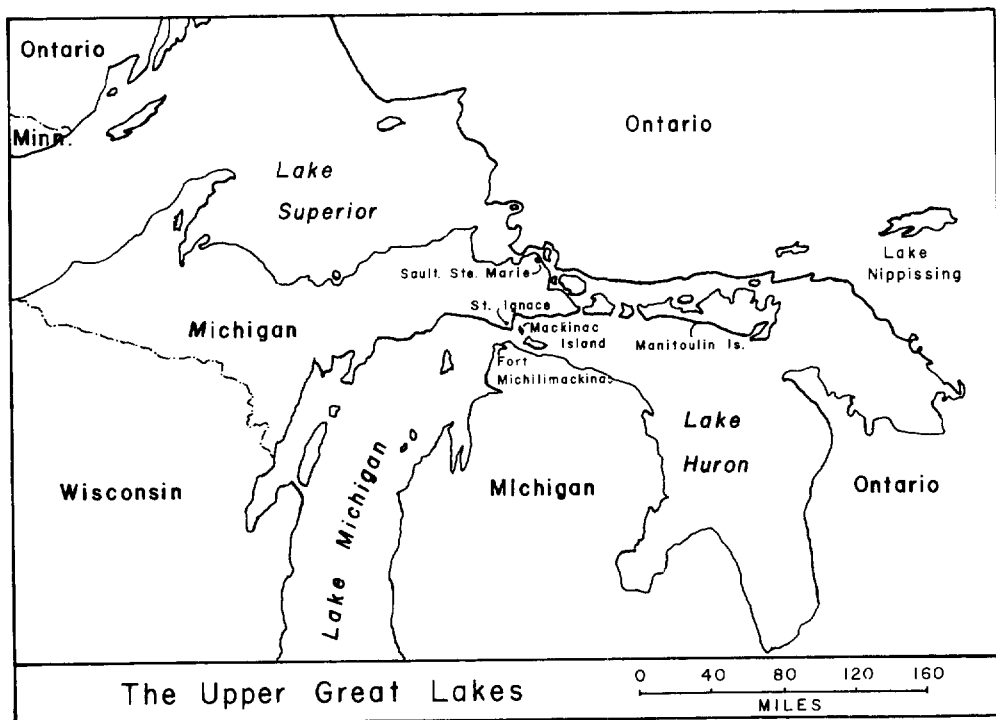 Ontario
Minn.
Ontario
Lake
Superior
Lake
Nippissing
Sault. Ste. Marie
St. Ignace
Michigan
Mackinac
Island
Manitoulin Is.
Fort
Michilimackinac
Lake
Huron
Wisconsin
Lake Michigan
Michigan
Ontario
The Upper Great Lakes
0 40 80 120 160
MILES